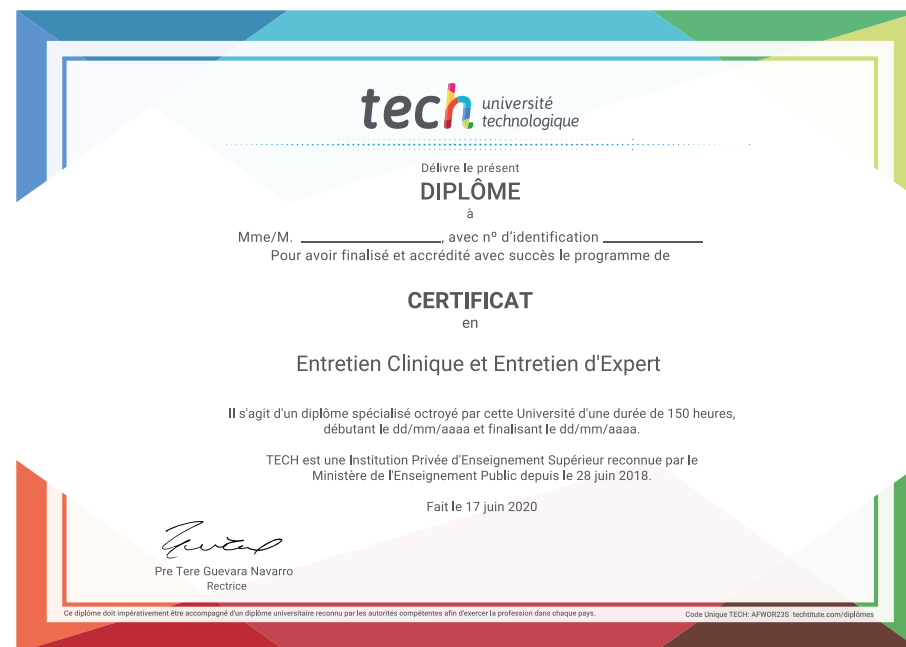 tech université
technologique
Délivre le présent
DIPLÔME
à
Mme/M. ____________________, avec nº d'identification ______________
Pour avoir finalisé et accrédité avec succès le programme de
CERTIFICAT
en
Entretien Clinique et Entretien d'Expert
Il s'agit d'un diplôme spécialisé octroyé par cette Université d'une durée de 150 heures,
débutant le dd/mm/aaaa et finalisant le dd/mm/aaaa.
TECH est une Institution Privée d'Enseignement Supérieur reconnue par le
Ministère de l'Enseignement Public depuis le 28 juin 2018.
Fait le 17 juin 2020
Pre Tere Guevara Navarro
Rectrice
Ce diplôme doit impérativement être accompagné d'un diplôme universitaire reconnu par les autorités compétentes afin d'exercer la profession dans chaque pays.
Code Unique TECH: AFWOR23S techtitute.com/diplômes